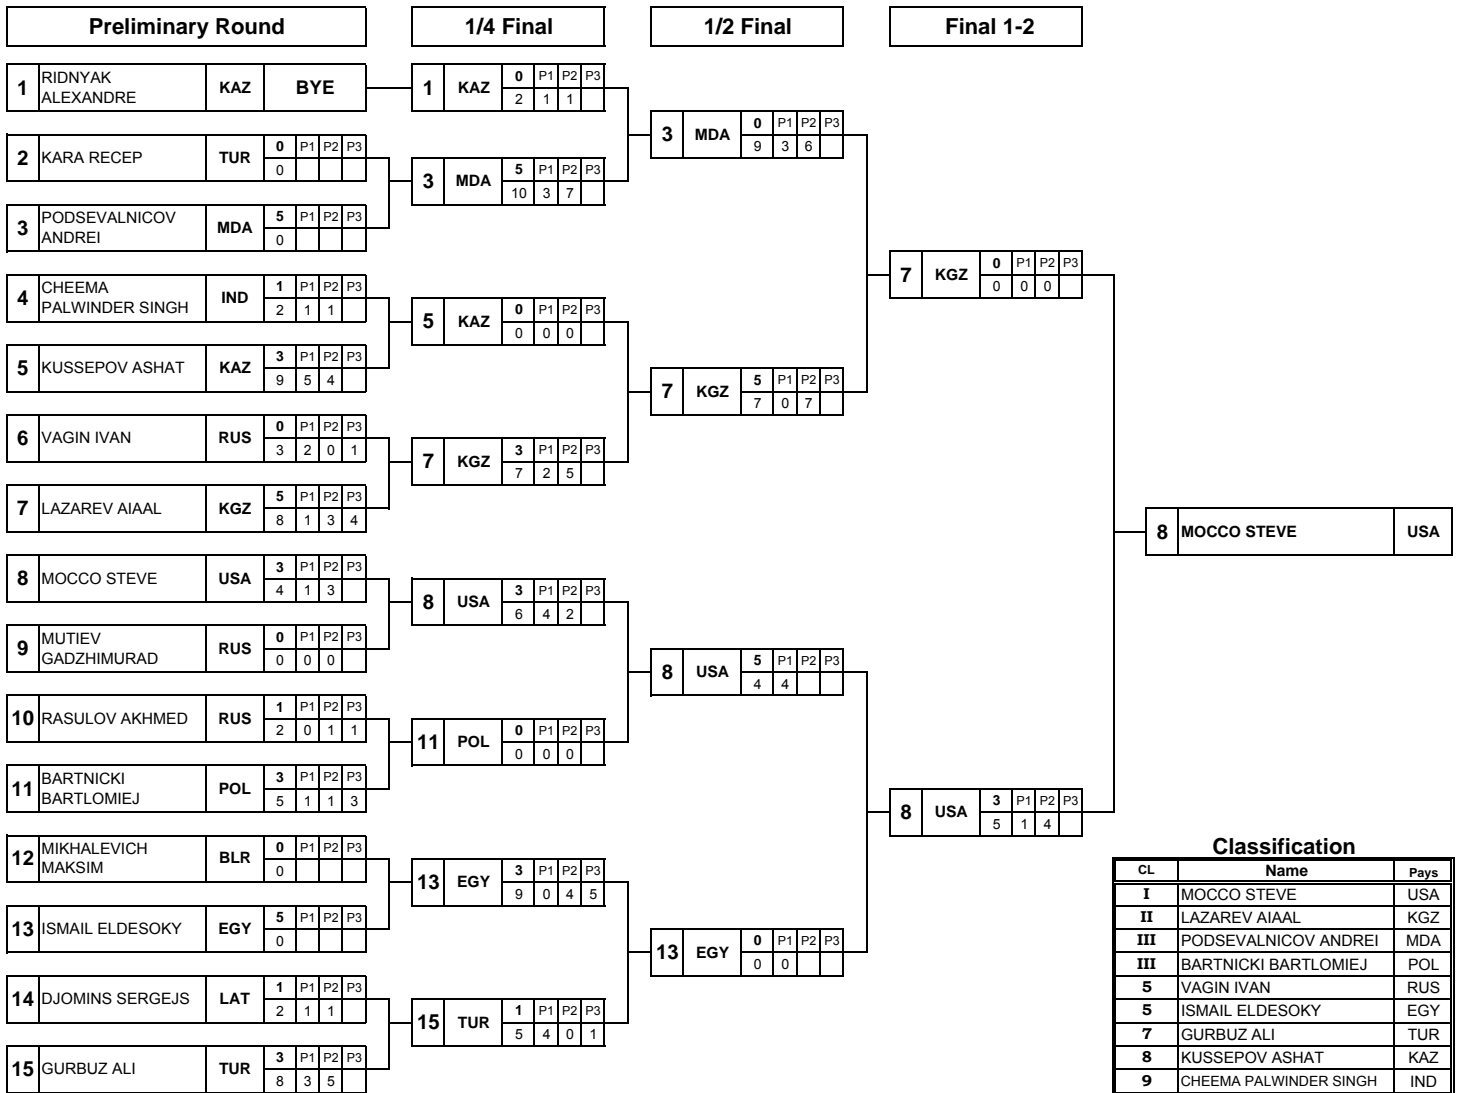 Preliminary Round 1/4 Final 1/2 Final Final 1-2
1 RIDNYAK ALEXANDRE KAZ BYE
1 KAZ 0 P1 P2 P3
2 1 1
3 MDA 0 P1 P2 P3
9 3 6
2 KARA RECEP TUR 0 P1 P2 P3
0
3 MDA 5 P1 P2 P3
10 3 7
3 PODSEVALNICOV ANDREI MDA 5 P1 P2 P3
0
7 KGZ 0 P1 P2 P3
0 0 0
4 CHEEMA PALWINDER SINGH IND 1 P1 P2 P3
2 1 1
5 KAZ 0 P1 P2 P3
0 0 0
5 KUSSEPOV ASHAT KAZ 3 P1 P2 P3
9 5 4
7 KGZ 5 P1 P2 P3
7 0 7
6 VAGIN IVAN RUS 0 P1 P2 P3
3 2 0 1
7 KGZ 3 P1 P2 P3
7 2 5
7 LAZAREV AIAAL KGZ 5 P1 P2 P3
8 1 3 4
8 MOCCO STEVE USA
8 MOCCO STEVE USA 3 P1 P2 P3
4 1 3
8 USA 3 P1 P2 P3
6 4 2
9 MUTIEV GADZHIMURAD RUS 0 P1 P2 P3
0 0 0
8 USA 5 P1 P2 P3
4 4
10 RASULOV AKHMED RUS 1 P1 P2 P3
2 0 1 1
11 POL 0 P1 P2 P3
0 0 0
11 BARTNICKI BARTLOMIEJ POL 3 P1 P2 P3
5 1 1 3
8 USA 3 P1 P2 P3
5 1 4
12 MIKHALEVICH MAKSIM BLR 0 P1 P2 P3
0
13 EGY 3 P1 P2 P3
9 0 4 5
13 ISMAIL ELDESOKY EGY 5 P1 P2 P3
0
13 EGY 0 P1 P2 P3
0 0
14 DJOMINS SERGEJS LAT 1 P1 P2 P3
2 1 1
15 TUR 1 P1 P2 P3
5 4 0 1
15 GURBUZ ALI TUR 3 P1 P2 P3
8 3 5
Classification
CL Name Pays
I MOCCO STEVE USA
II LAZAREV AIAAL KGZ
III PODSEVALNICOV ANDREI MDA
III BARTNICKI BARTLOMIEJ POL
5 VAGIN IVAN RUS
5 ISMAIL ELDESOKY EGY
7 GURBUZ ALI TUR
8 KUSSEPOV ASHAT KAZ
9 CHEEMA PALWINDER SINGH IND